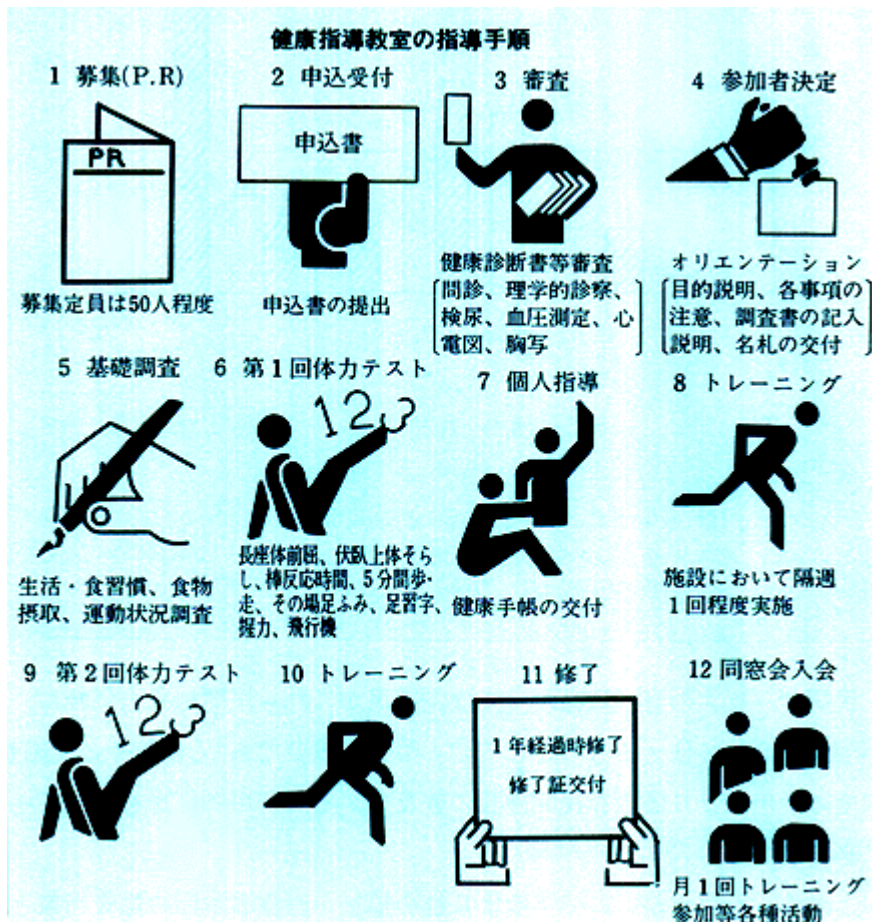 健康指導教室の指導手順
1 募集(P.R)
PR
募集定員は50人程度
2 申込受付
申込書
申込書の提出
3 審査
健康診断書等審査
問診、理学的診察、
検尿、血圧測定、心
電図、胸写
4 参加者決定
オリエンテーション
目的説明、各事項の
注意、調査書の記入
説明、名札の交付
5 基礎調査
生活・食習慣、食物
摂取、運動状況調査
6 第1回体力テスト
123
長座体前屈、伏臥上体そら
し、棒反応時間、5分間歩・
走、その場足ふみ、足習字、
握力、飛行機
7 個人指導
健康手帳の交付
8 トレーニング
施設において隔週
1回程度実施
9 第2回体力テスト
123
10 トレーニング
11 修了
1年経過時修了
修了証交付
12 同窓会入会
月1回トレーニング
参加等各種活動